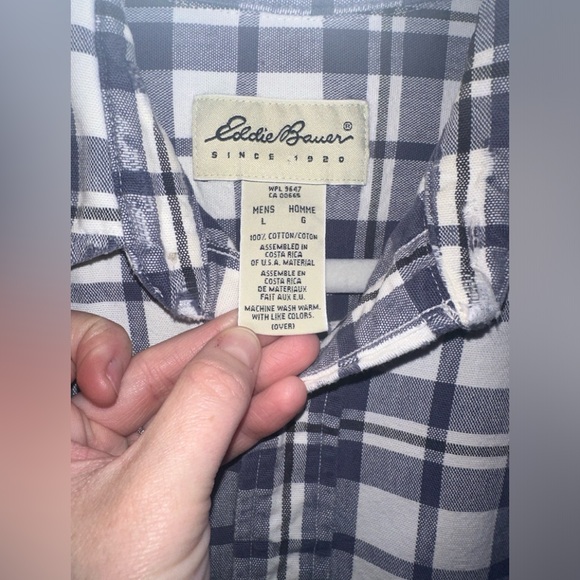 Eddie Bauer®
SINCE 1920
WPL 9647
CA 00665
MENS HOMME
L G
100% COTTON/COTON
ASSEMBLED IN
COSTA RICA
OF U.S.A. MATERIAL
ASSEMBLE EN
COSTA RICA
DE MATERIAUX
FAIT AUX E.U.
MACHINE WASH WARM.
WITH LIKE COLORS.
(OVER)